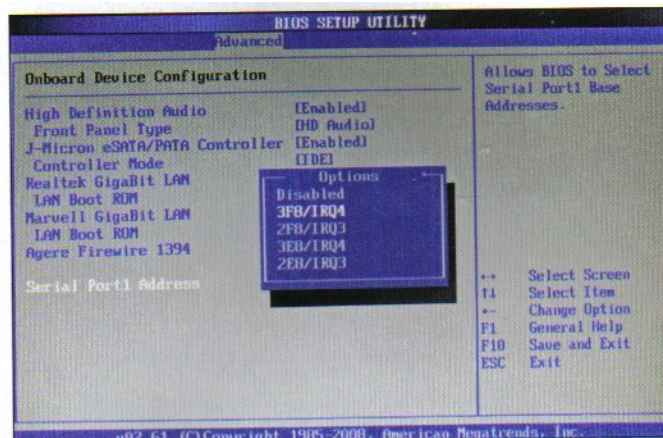 BIOS SETUP UTILITY
Advanced
Onboard Device Configuration
High Definition Audio [Enabled]
Front Panel Type [HD Audio]
J-Micron eSATA/PATA Controller [Enabled]
Controller Mode [IDE]
Realtek GigaBit LAN
LAN Boot ROM
Marvell GigaBit LAN
LAN Boot ROM
Agere Firewire 1394
Serial Port1 Address
Options
Disabled
3F8/IRQ4
2F8/IRQ3
3E8/IRQ4
2E8/IRQ3
Allows BIOS to Select
Serial Port1 Base
Addresses.
↔ Select Screen
↑↓ Select Item
+- Change Option
F1 General Help
F10 Save and Exit
ESC Exit
v02.61 (C)Copyright 1985-2008, American Megatrends, Inc.